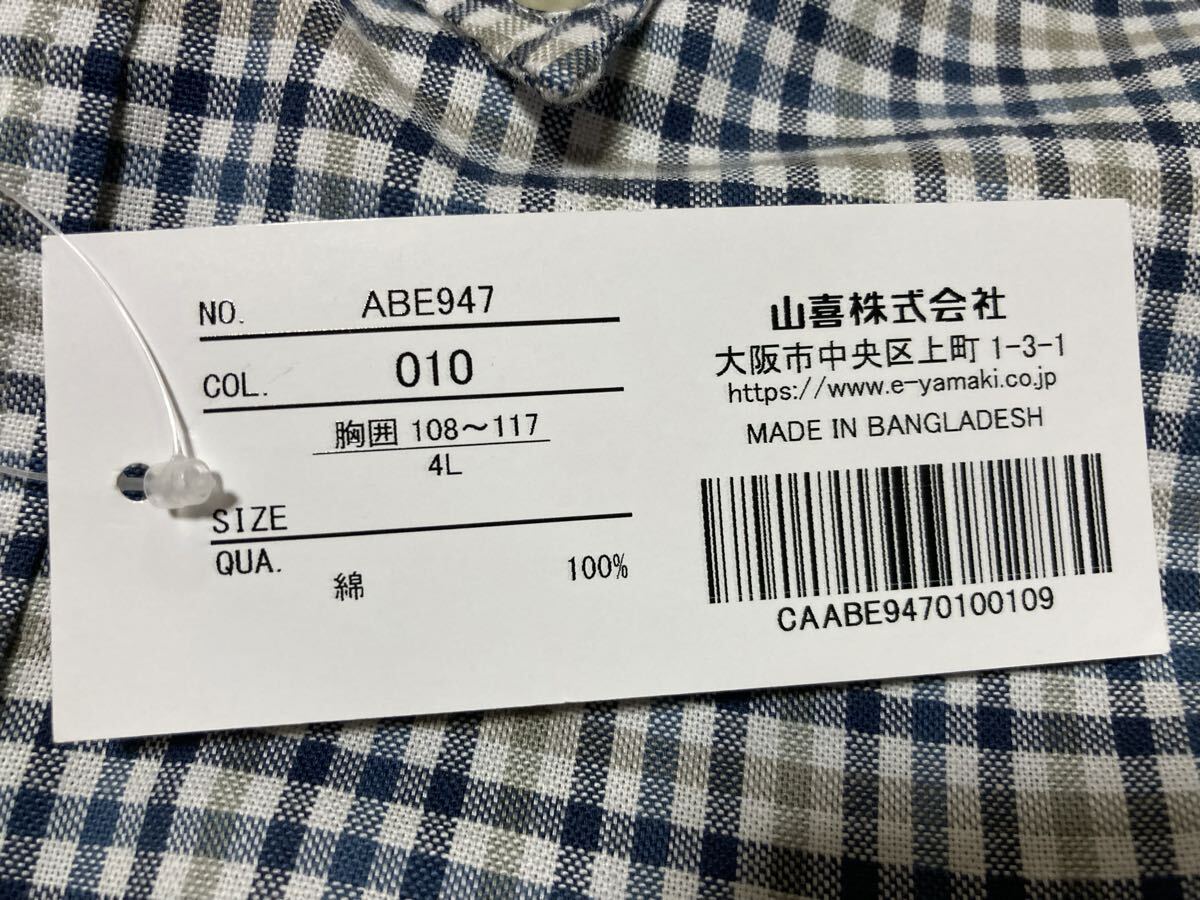 NO. ABE947
COL. 010
胸囲 108～117
4L
SIZE
QUA.
綿 100%
山喜株式会社
大阪市中央区上町 1-3-1
https://www.e-yamaki.co.jp
MADE IN BANGLADESH
CAABE9470100109